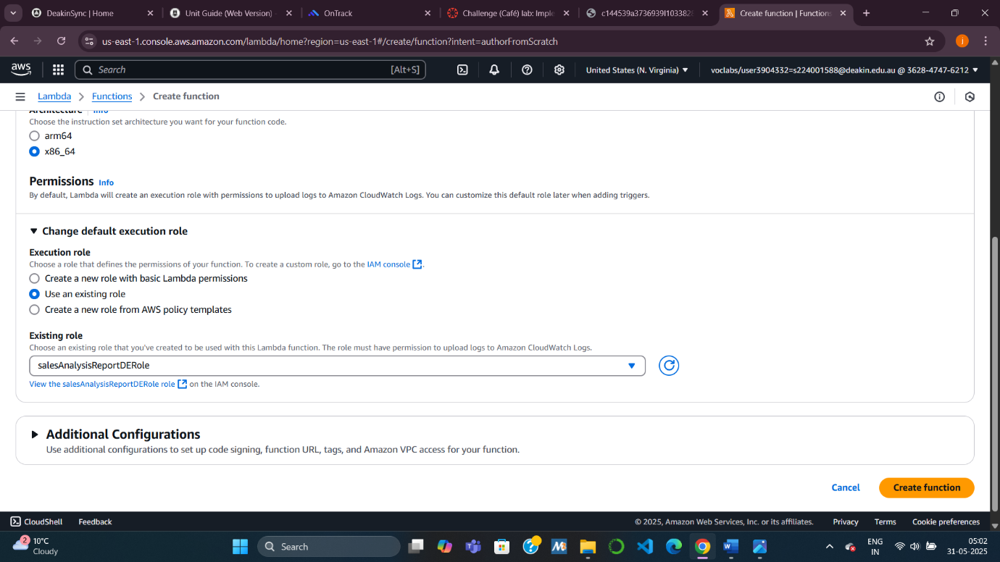 DeakinSync | Home
Unit Guide (Web Version) -
OnTrack
Challenge (Café) lab: Imple
c144539a3736939l1033828
Create function | Functions
us-east-1.console.aws.amazon.com/lambda/home?region=us-east-1#/create/function?intent=authorFromScratch
j
aws
Search
[Alt+S]
United States (N. Virginia)
voclabs/user3904332=s224001588@deakin.edu.au @ 3628-4747-6212
Lambda > Functions > Create function
Architecture Info
Choose the instruction set architecture you want for your function code.
arm64
x86_64
Permissions Info
By default, Lambda will create an execution role with permissions to upload logs to Amazon CloudWatch Logs. You can customize this default role later when adding triggers.
Change default execution role
Execution role
Choose a role that defines the permissions of your function. To create a custom role, go to the IAM console.
Create a new role with basic Lambda permissions
Use an existing role
Create a new role from AWS policy templates
Existing role
Choose an existing role that you've created to be used with this Lambda function. The role must have permission to upload logs to Amazon CloudWatch Logs.
salesAnalysisReportDERole
View the salesAnalysisReportDERole role on the IAM console.
Additional Configurations
Use additional configurations to set up code signing, function URL, tags, and Amazon VPC access for your function.
Cancel
Create function
CloudShell
Feedback
© 2025, Amazon Web Services, Inc. or its affiliates.
Privacy
Terms
Cookie preferences
2
10°C
Cloudy
Search
ENG
IN
05:02
31-05-2025